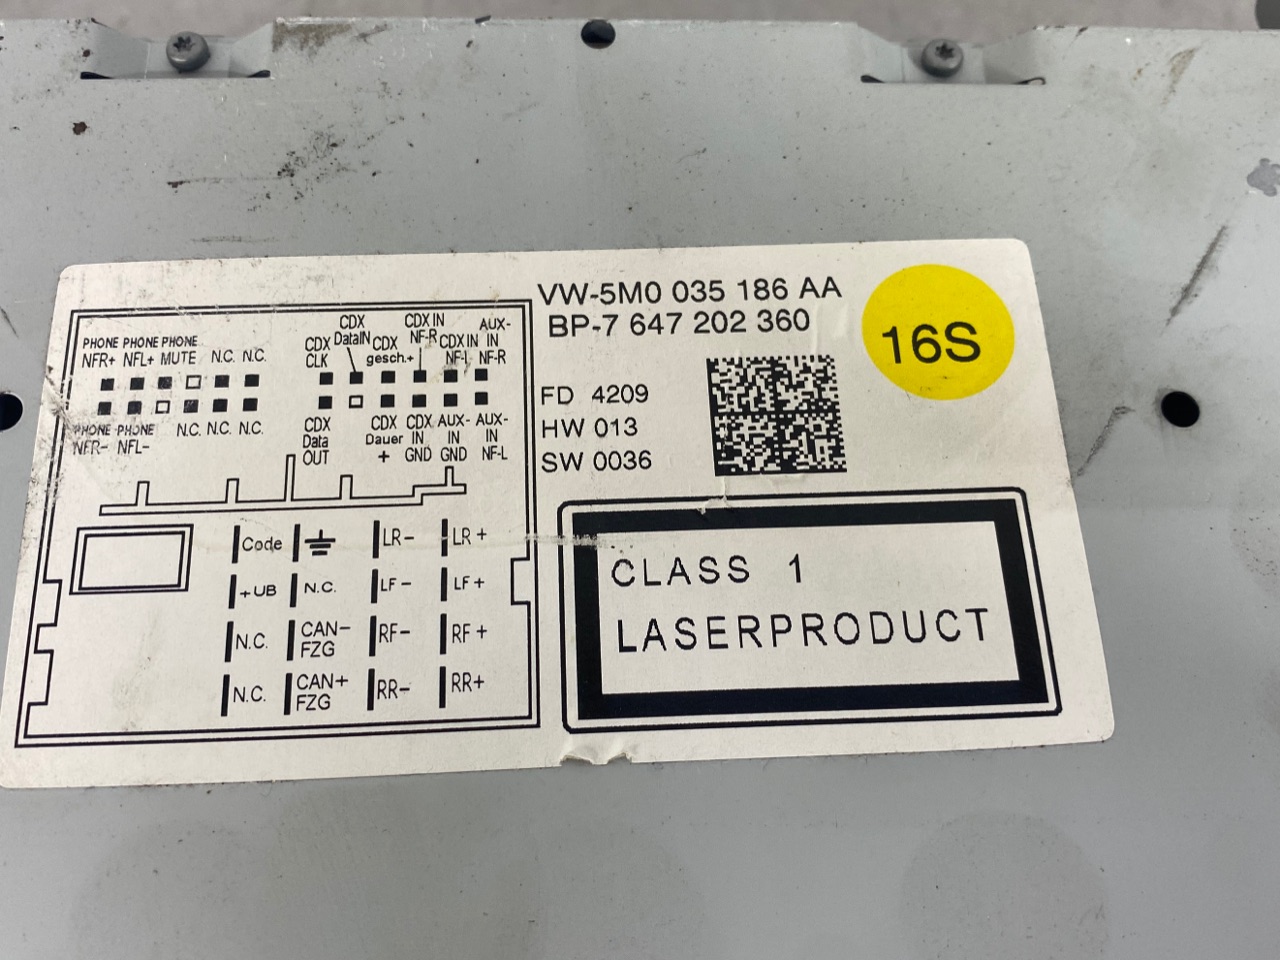 VW-5M0 035 186 AA
BP-7 647 202 360
16S
FD 4209
HW 013
SW 0036
CLASS 1
LASERPRODUCT
PHONE PHONE PHONE
NFR+ NFL+ MUTE N.C. N.C.
CDX CLK
CDX DataIN
CDX gesch.+
CDX IN NF-R
CDX IN NF-L
AUX-IN NF-R
PHONE PHONE
NFR- NFL- N.C. N.C. N.C.
CDX Data OUT
CDX Dauer +
CDX IN GND
AUX-IN GND
AUX-IN NF-L
Code LR- LR+
+UB N.C. LF- LF+
N.C. CAN- FZG RF- RF+
N.C. CAN+ FZG RR- RR+